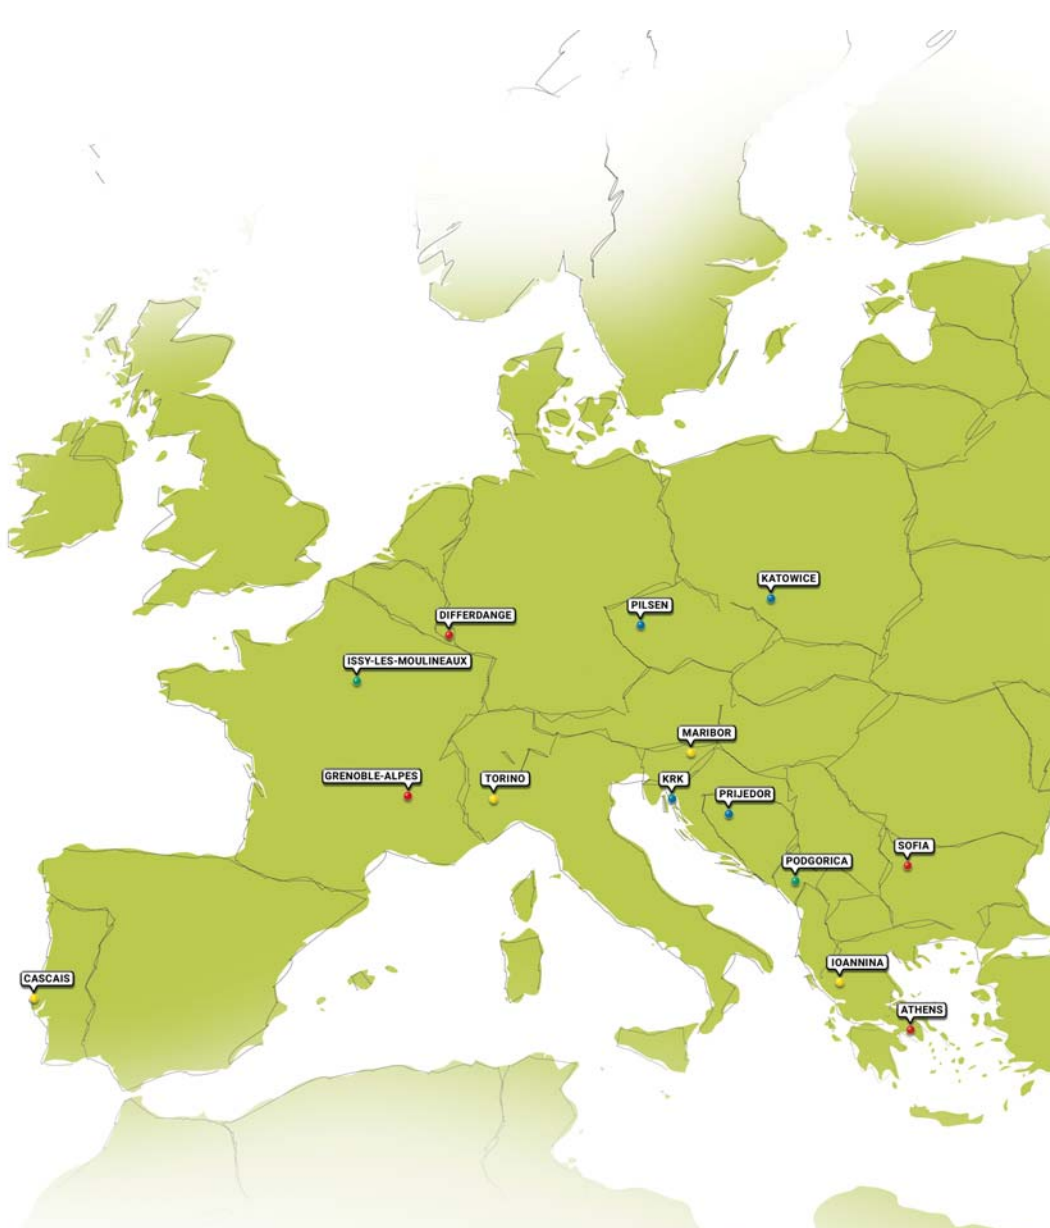 KATOWICE
PILSEN
DIFFERDANGE
ISSY-LES-MOULINEAUX
MARIBOR
GRENOBLE-ALPES
TORINO
KRK
PRIJEDOR
SOFIA
PODGORICA
IOANNINA
CASCAIS
ATHENS